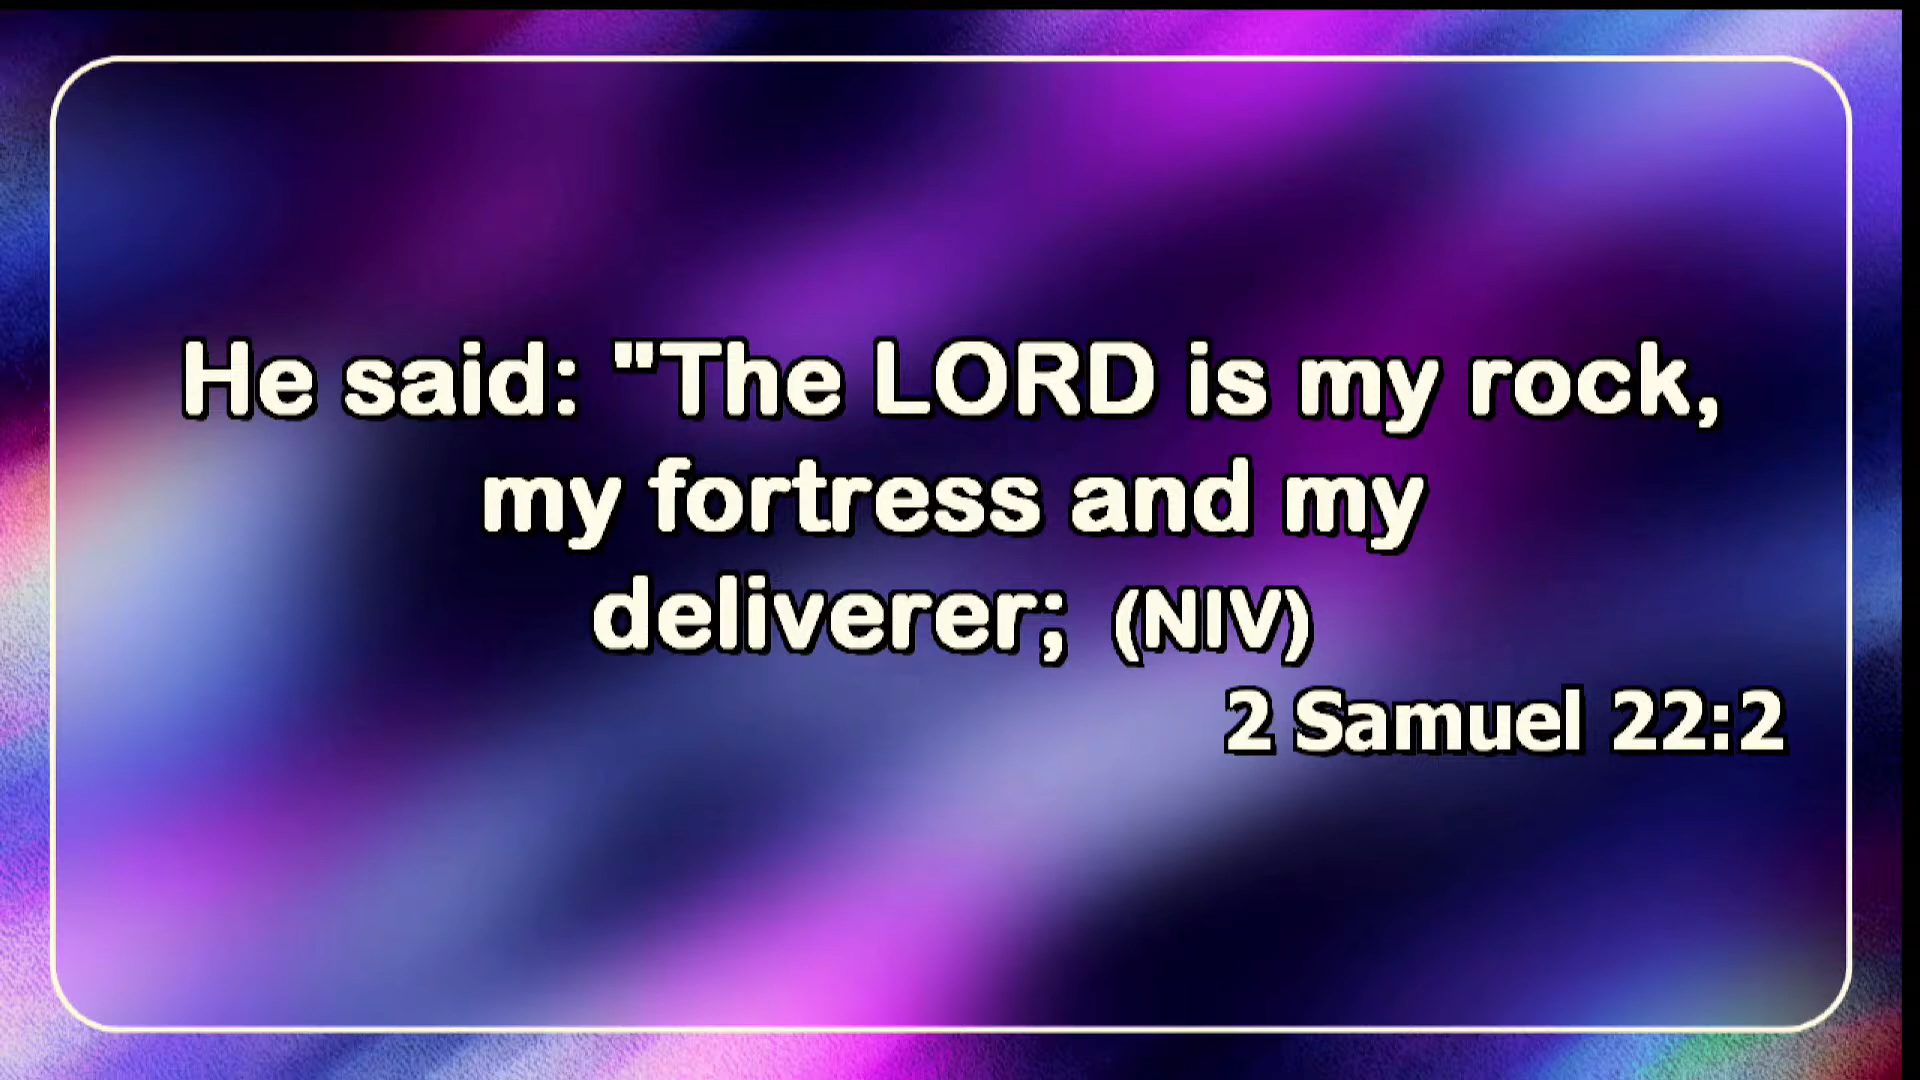 He said: "The LORD is my rock,
my fortress and my
deliverer; (NIV)
2 Samuel 22:2